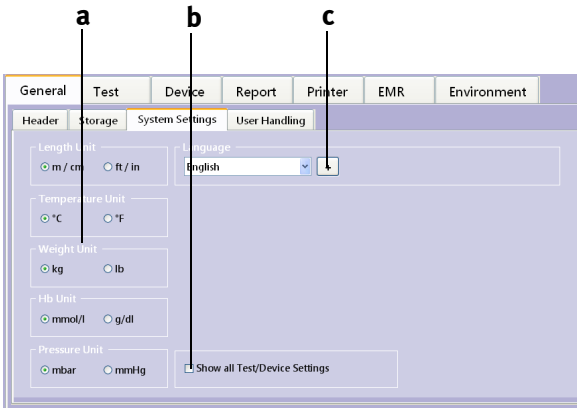 a b c
General Test Device Report Printer EMR Environment
Header Storage System Settings User Handling
Length Unit Language
m / cm ft / in English +
Temperature Unit
°C °F
Weight Unit
kg lb
Hb Unit
mmol/l g/dl
Pressure Unit
mbar mmHg Show all Test/Device Settings